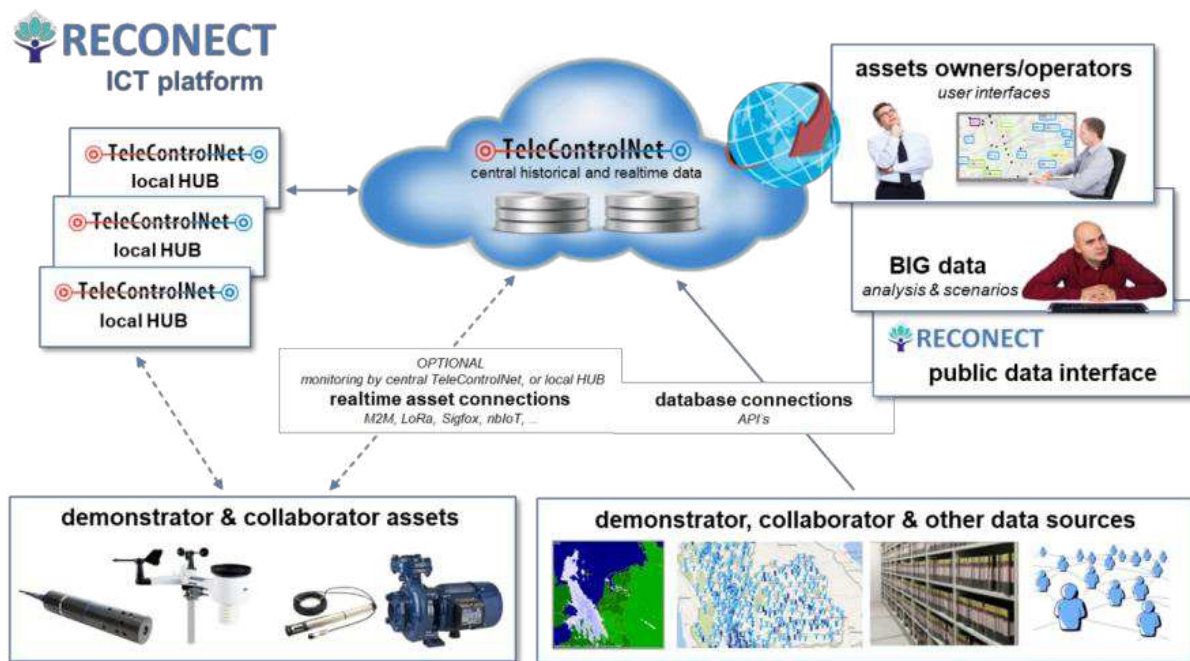 RECONECT
ICT platform
TeleControlNet
local HUB
TeleControlNet
local HUB
TeleControlNet
local HUB
TeleControlNet
central historical and realtime data
assets owners/operators
user interfaces
BIG data
analysis & scenarios
RECONECT
public data interface
OPTIONAL
monitoring by central TeleControlNet, or local HUB
realtime asset connections
M2M, LoRa, Sigfox, nbIoT, ...
database connections
API's
demonstrator & collaborator assets
demonstrator, collaborator & other data sources